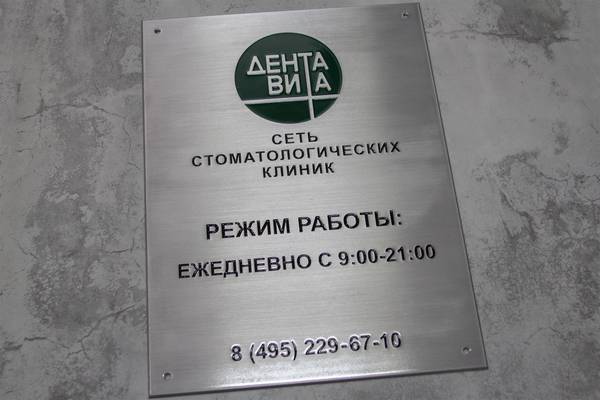 ДЕНТА
ВИТА
СЕТЬ
СТОМАТОЛОГИЧЕСКИХ
КЛИНИК
РЕЖИМ РАБОТЫ:
ЕЖЕДНЕВНО С 9:00-21:00
8 (495) 229-67-10